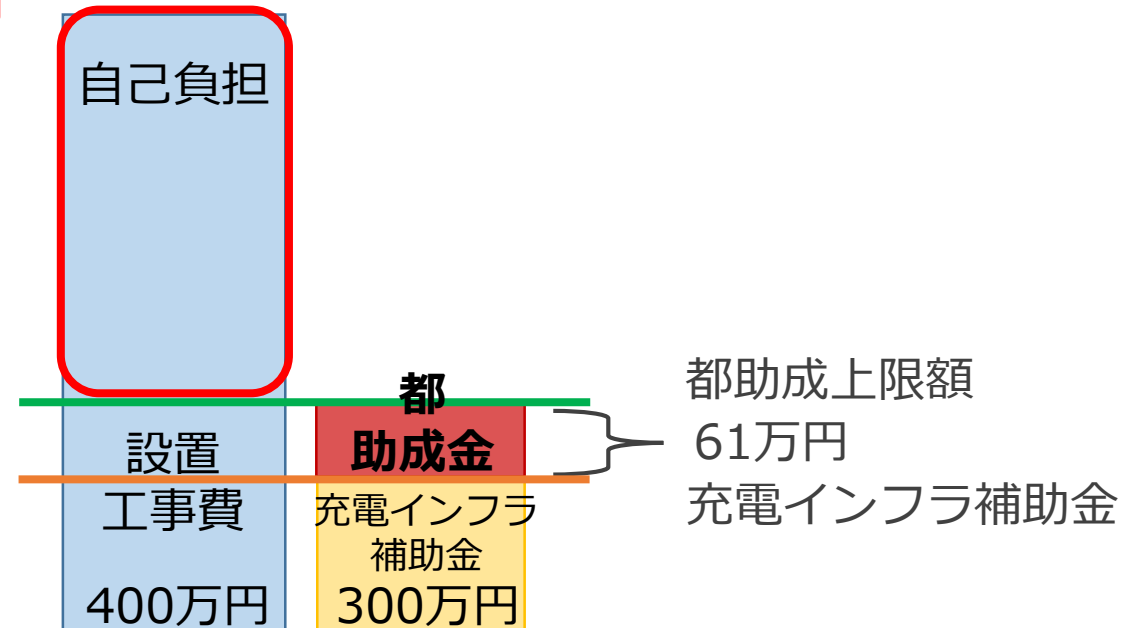 自己負担
設置
工事費
400万円
都
助成金
充電インフラ
補助金
300万円
都助成上限額
61万円
充電インフラ補助金